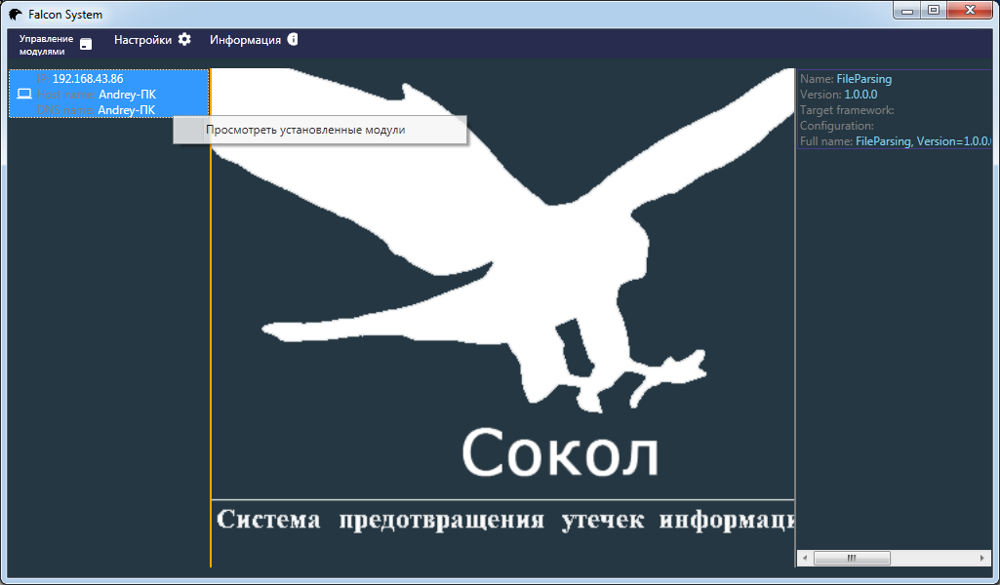 Falcon System
Управление
модулями
Настройки
Информация
IP: 192.168.43.86
Host name: Andrey-ПК
DNS name: Andrey-ПК
Просмотреть установленные модули
Сокол
Система предотвращения утечек информаци
Name: FileParsing
Version: 1.0.0.0
Target framework:
Configuration:
Full name: FileParsing, Version=1.0.0.